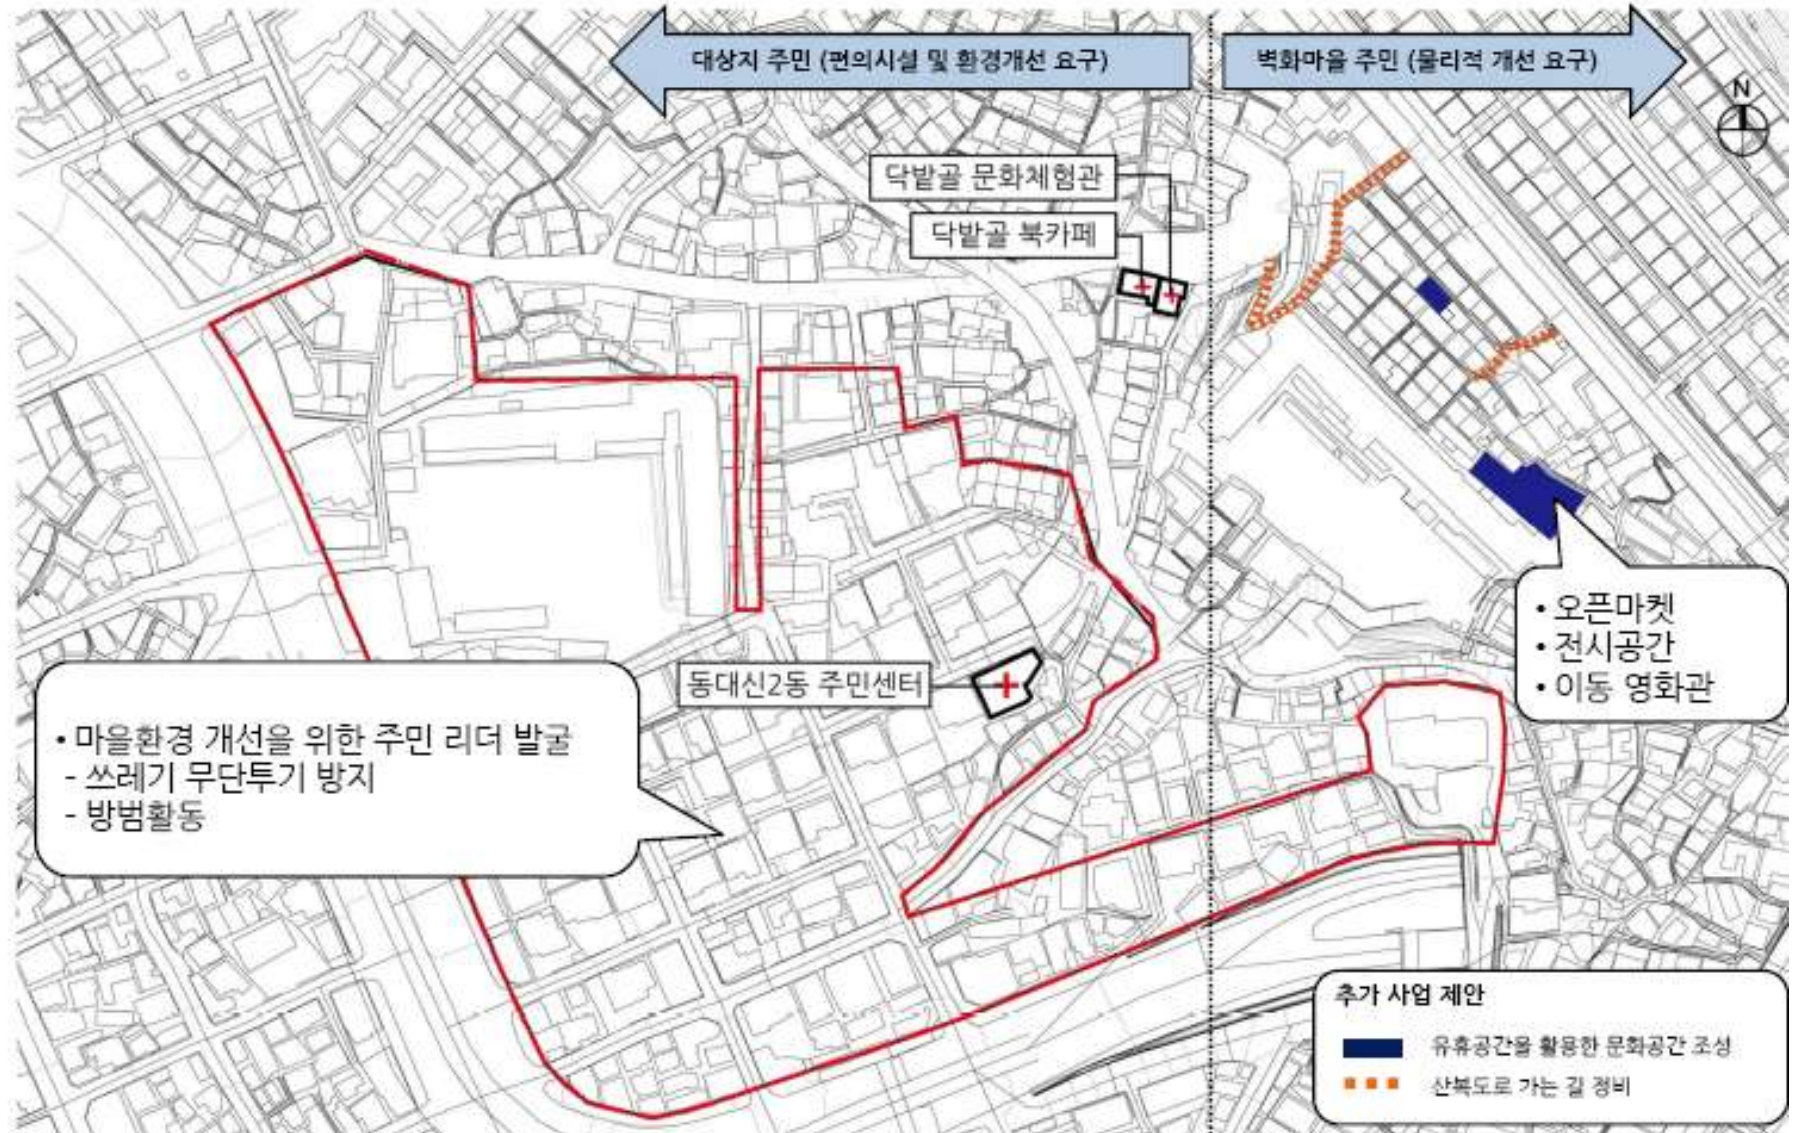 대상지 주민 (편의시설 및 환경개선 요구)
벽화마을 주민 (물리적 개선 요구)
N
닥밭골 문화체험관
닥밭골 북카페
• 오픈마켓
• 전시공간
• 이동 영화관
동대신2동 주민센터
• 마을환경 개선을 위한 주민 리더 발굴
- 쓰레기 무단투기 방지
- 방범활동
추가 사업 제안
유휴공간을 활용한 문화공간 조성
산복도로 가는 길 정비